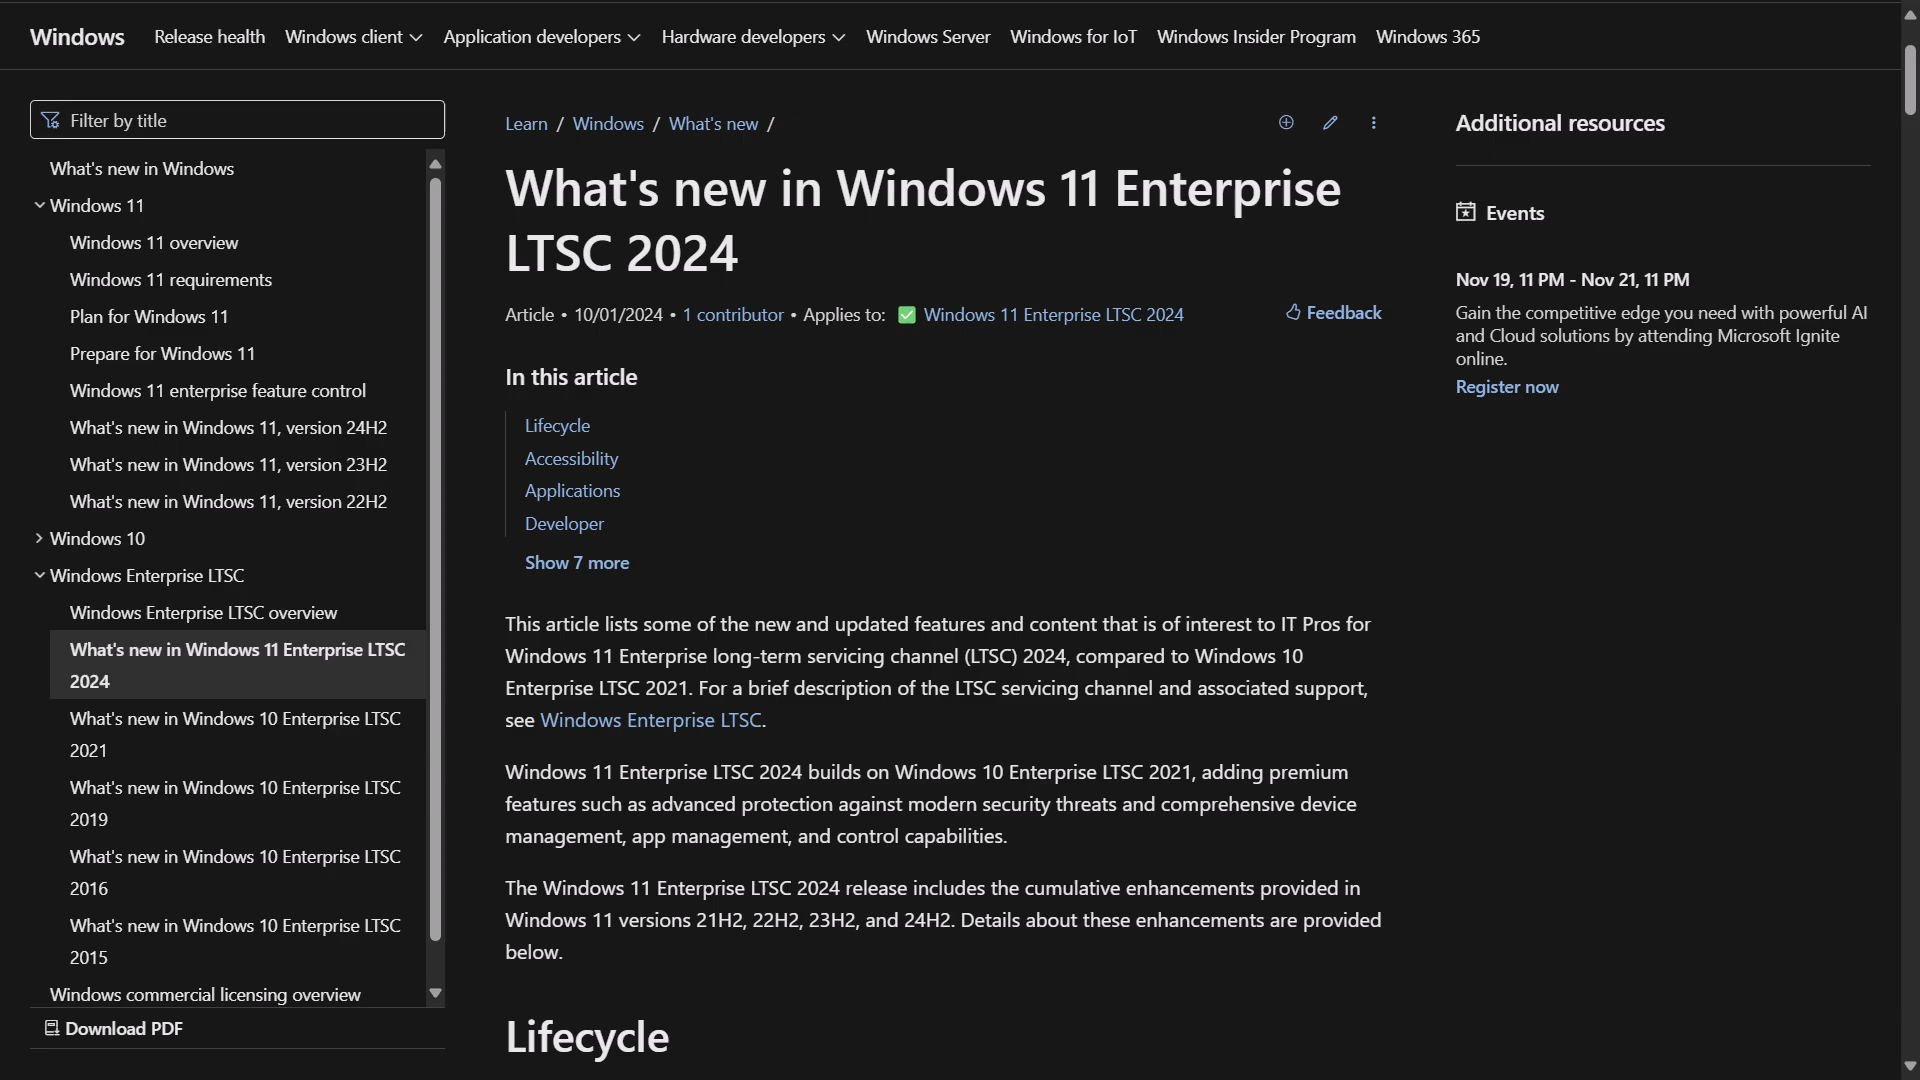 Windows
Release health
Windows client
Application developers
Hardware developers
Windows Server
Windows for IoT
Windows Insider Program
Windows 365
Filter by title
What's new in Windows
Windows 11
Windows 11 overview
Windows 11 requirements
Plan for Windows 11
Prepare for Windows 11
Windows 11 enterprise feature control
What's new in Windows 11, version 24H2
What's new in Windows 11, version 23H2
What's new in Windows 11, version 22H2
Windows 10
Windows Enterprise LTSC
Windows Enterprise LTSC overview
What's new in Windows 11 Enterprise LTSC
2024
What's new in Windows 10 Enterprise LTSC
2021
What's new in Windows 10 Enterprise LTSC
2019
What's new in Windows 10 Enterprise LTSC
2016
What's new in Windows 10 Enterprise LTSC
2015
Windows commercial licensing overview
Download PDF
Learn / Windows / What's new /
What's new in Windows 11 Enterprise
LTSC 2024
Article • 10/01/2024 • 1 contributor • Applies to: ✅ Windows 11 Enterprise LTSC 2024
Feedback
In this article
Lifecycle
Accessibility
Applications
Developer
Show 7 more
This article lists some of the new and updated features and content that is of interest to IT Pros for
Windows 11 Enterprise long-term servicing channel (LTSC) 2024, compared to Windows 10
Enterprise LTSC 2021. For a brief description of the LTSC servicing channel and associated support,
see Windows Enterprise LTSC.
Windows 11 Enterprise LTSC 2024 builds on Windows 10 Enterprise LTSC 2021, adding premium
features such as advanced protection against modern security threats and comprehensive device
management, app management, and control capabilities.
The Windows 11 Enterprise LTSC 2024 release includes the cumulative enhancements provided in
Windows 11 versions 21H2, 22H2, 23H2, and 24H2. Details about these enhancements are provided
below.
Lifecycle
Additional resources
Events
Nov 19, 11 PM - Nov 21, 11 PM
Gain the competitive edge you need with powerful AI
and Cloud solutions by attending Microsoft Ignite
online.
Register now